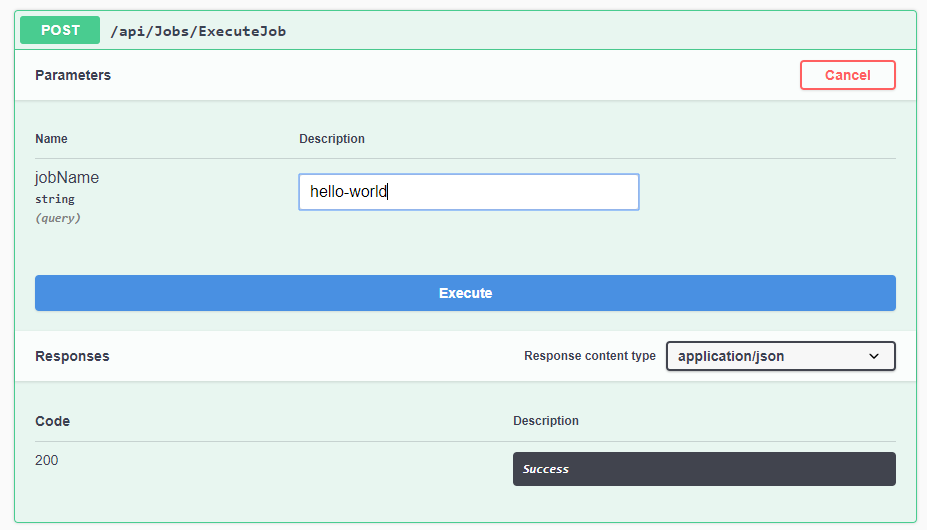 POST /api/Jobs/ExecuteJob
Parameters Cancel
Name Description
jobName
string
(query)
hello-world
Execute
Responses Response content type application/json
Code Description
200 Success